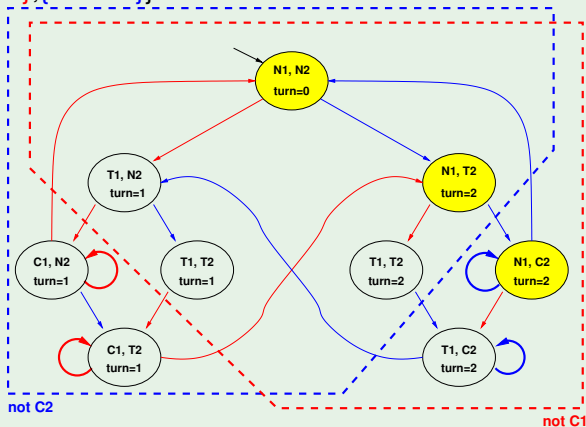 N1, N2
turn=0
T1, N2
turn=1
N1, T2
turn=2
C1, N2
turn=1
T1, T2
turn=1
T1, T2
turn=2
N1, C2
turn=2
C1, T2
turn=1
T1, C2
turn=2
not C2
not C1